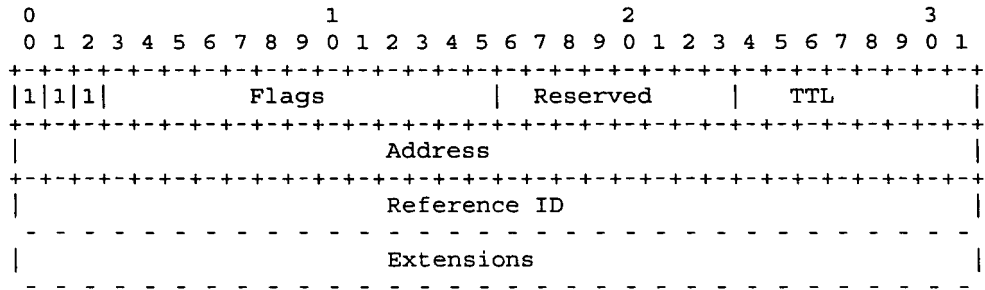 0                   1                   2                   3
0 1 2 3 4 5 6 7 8 9 0 1 2 3 4 5 6 7 8 9 0 1 2 3 4 5 6 7 8 9 0 1
+-+-+-+-+-+-+-+-+-+-+-+-+-+-+-+-+-+-+-+-+-+-+-+-+-+-+-+-+-+-+-+-+
|1|1|1|         Flags           |   Reserved    |   TTL         |
+-+-+-+-+-+-+-+-+-+-+-+-+-+-+-+-+-+-+-+-+-+-+-+-+-+-+-+-+-+-+-+-+
|                        Address                                |
+-+-+-+-+-+-+-+-+-+-+-+-+-+-+-+-+-+-+-+-+-+-+-+-+-+-+-+-+-+-+-+-+
|                        Reference ID                           |
- - - - - - - - - - - - - - - - - - - - - - - - - - - - - - - -
|                        Extensions                             |
- - - - - - - - - - - - - - - - - - - - - - - - - - - - - - - -